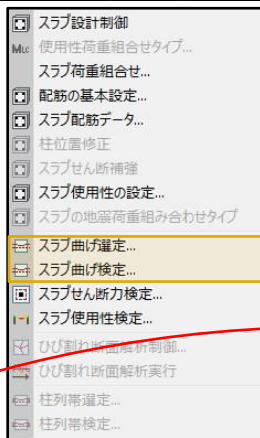 スラブ設計制御
MLc 使用性荷重組合せタイプ...
スラブ荷重組合せ...
配筋の基本設定...
スラブ配筋データ...
柱位置修正
スラブせん断補強
スラブ使用性の設定...
スラブの地震荷重組み合わせタイプ
スラブ曲げ選定...
スラブ曲げ検定...
スラブせん断力検定...
スラブ使用性検定...
ひび割れ断面解析制御...
ひび割れ断面解析実行
柱列帯選定...
柱列帯検定...